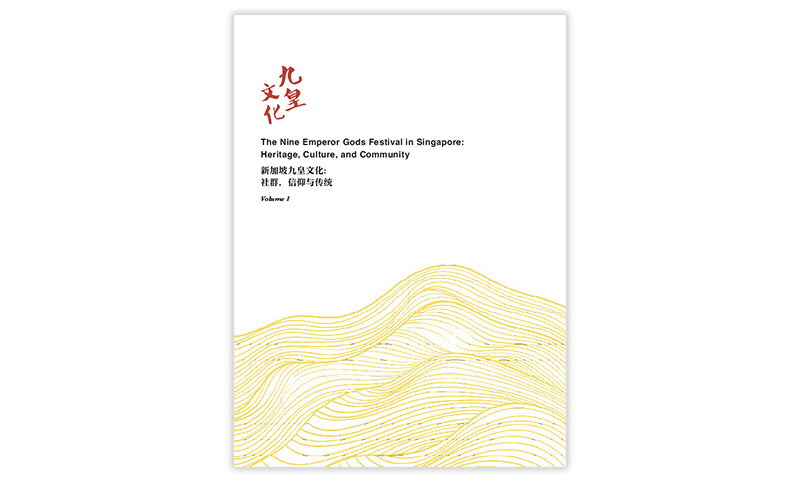 九皇
文化
The Nine Emperor Gods Festival in Singapore:
Heritage, Culture, and Community
新加坡九皇文化:
社群，信仰与传统
Volume I